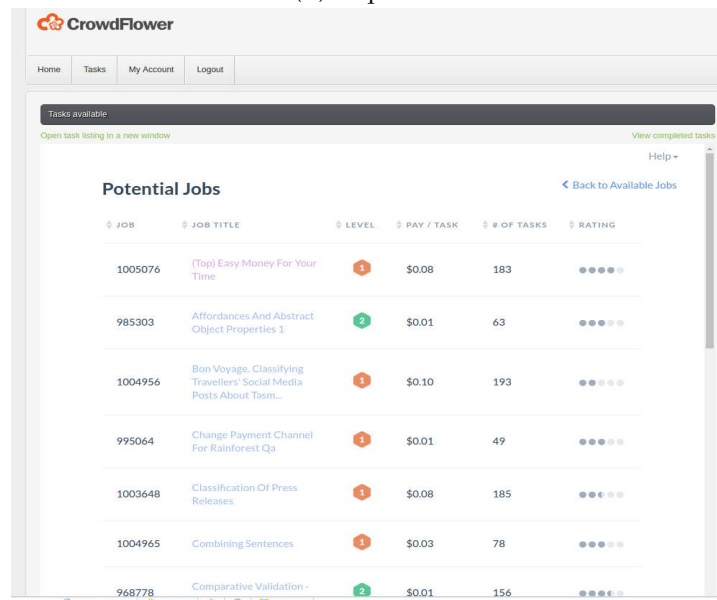 CrowdFlower
Home Tasks My Account Logout
Tasks available
Open task listing in a new window View completed tasks
Help
Potential Jobs Back to Available Jobs
JOB JOB TITLE LEVEL PAY / TASK # OF TASKS RATING
1005076 (Top) Easy Money For Your Time 1 $0.08 183
985303 Affordances And Abstract Object Properties 1 2 $0.01 63
1004956 Bon Voyage. Classifying Travellers' Social Media Posts About Tasm... 1 $0.10 193
995064 Change Payment Channel For Rainforest Qa 1 $0.01 49
1003648 Classification Of Press Releases 1 $0.08 185
1004965 Combining Sentences 1 $0.03 78
968778 Comparative Validation - 2 $0.01 156